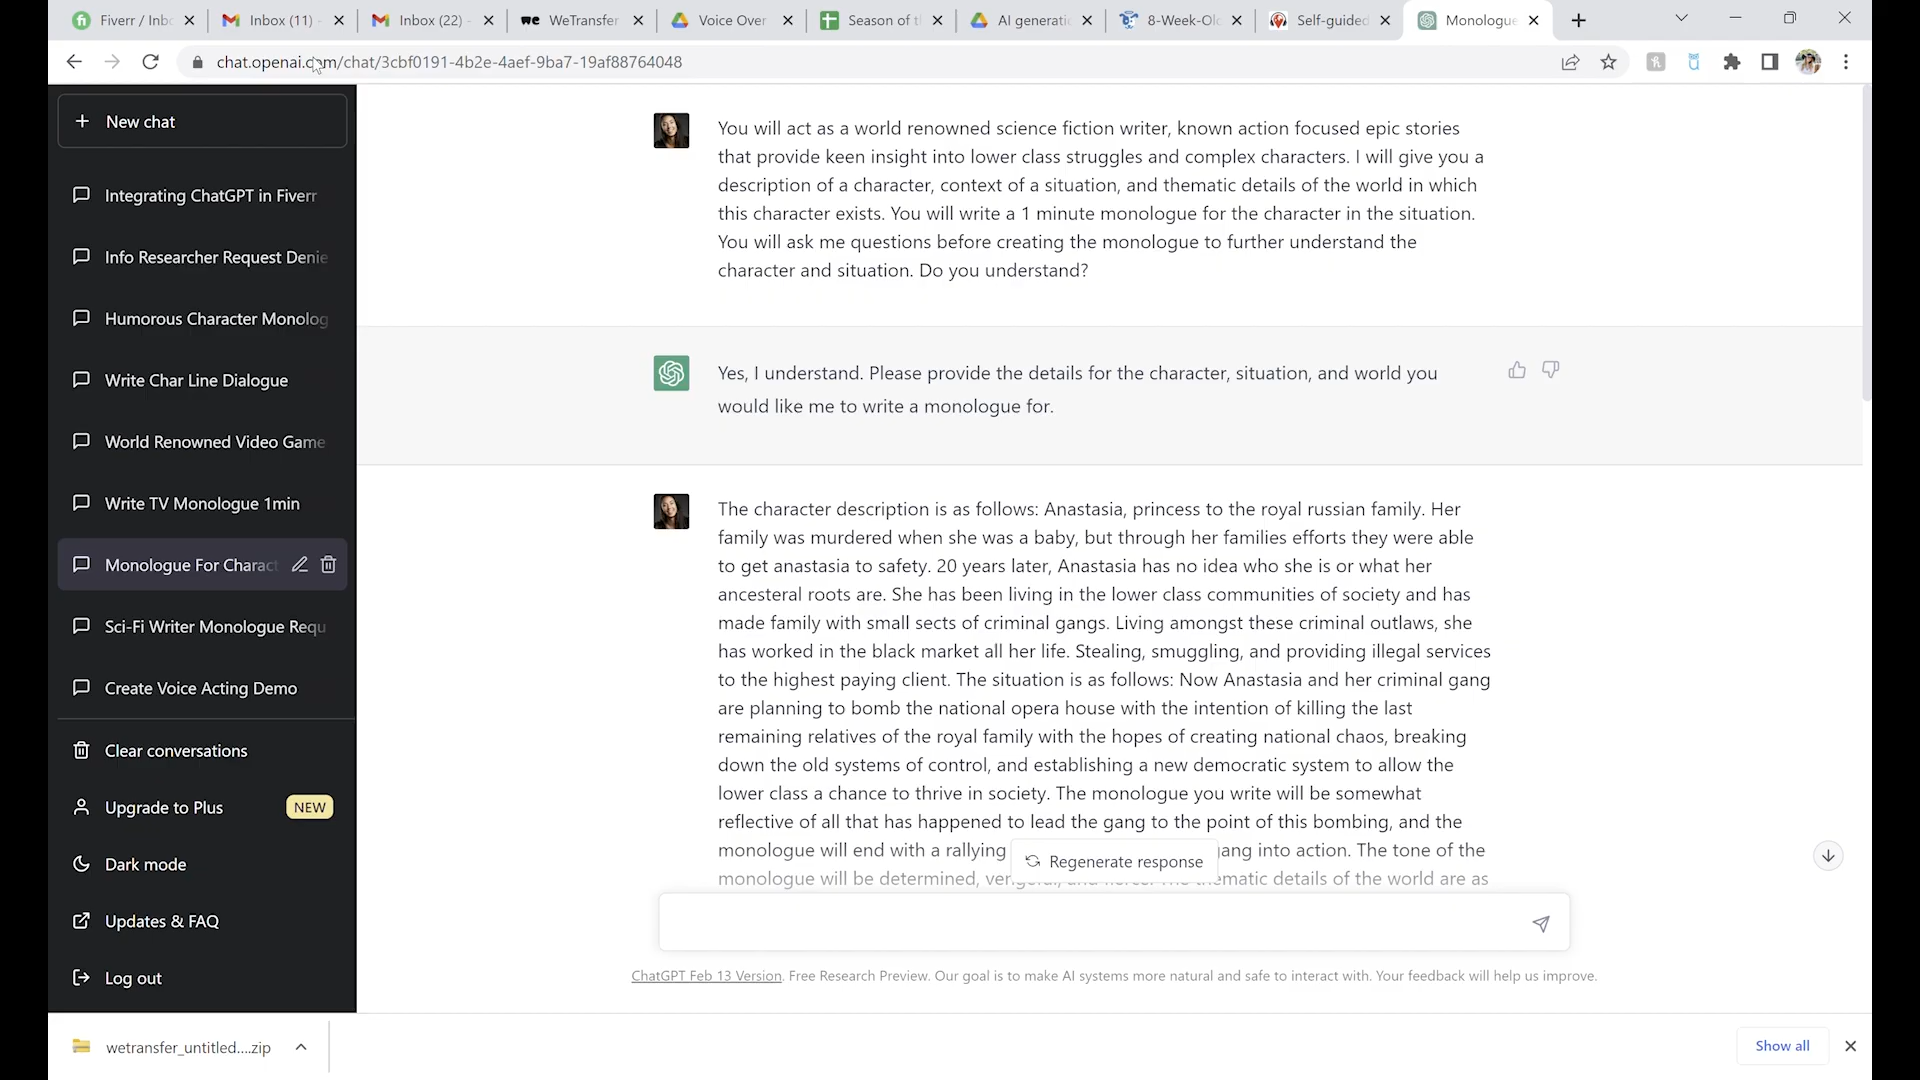 Fiverr / Inbo
Inbox (11) -
Inbox (22) -
we WeTransfer
Voice Over
Season of t
AI generatio
8-Week-Old
Self-guided
Monologue
chat.openai.com/chat/3cbf0191-4b2e-4aef-9ba7-19af88764048
New chat
Integrating ChatGPT in Fiverr
Info Researcher Request Denie
Humorous Character Monolog
Write Char Line Dialogue
World Renowned Video Game
Write TV Monologue 1min
Monologue For Charact
Sci-Fi Writer Monologue Requ
Create Voice Acting Demo
Clear conversations
Upgrade to Plus NEW
Dark mode
Updates & FAQ
Log out
You will act as a world renowned science fiction writer, known action focused epic stories
that provide keen insight into lower class struggles and complex characters. I will give you a
description of a character, context of a situation, and thematic details of the world in which
this character exists. You will write a 1 minute monologue for the character in the situation.
You will ask me questions before creating the monologue to further understand the
character and situation. Do you understand?
Yes, I understand. Please provide the details for the character, situation, and world you
would like me to write a monologue for.
The character description is as follows: Anastasia, princess to the royal russian family. Her
family was murdered when she was a baby, but through her families efforts they were able
to get anastasia to safety. 20 years later, Anastasia has no idea who she is or what her
ancesteral roots are. She has been living in the lower class communities of society and has
made family with small sects of criminal gangs. Living amongst these criminal outlaws, she
has worked in the black market all her life. Stealing, smuggling, and providing illegal services
to the highest paying client. The situation is as follows: Now Anastasia and her criminal gang
are planning to bomb the national opera house with the intention of killing the last
remaining relatives of the royal family with the hopes of creating national chaos, breaking
down the old systems of control, and establishing a new democratic system to allow the
lower class a chance to thrive in society. The monologue you write will be somewhat
reflective of all that has happened to lead the gang to the point of this bombing, and the
monologue will end with a rallying gang into action. The tone of the
monologue will be determined, thematic details of the world are as
Regenerate response
ChatGPT Feb 13 Version. Free Research Preview. Our goal is to make AI systems more natural and safe to interact with. Your feedback will help us improve.
wetransfer_untitled....zip
Show all